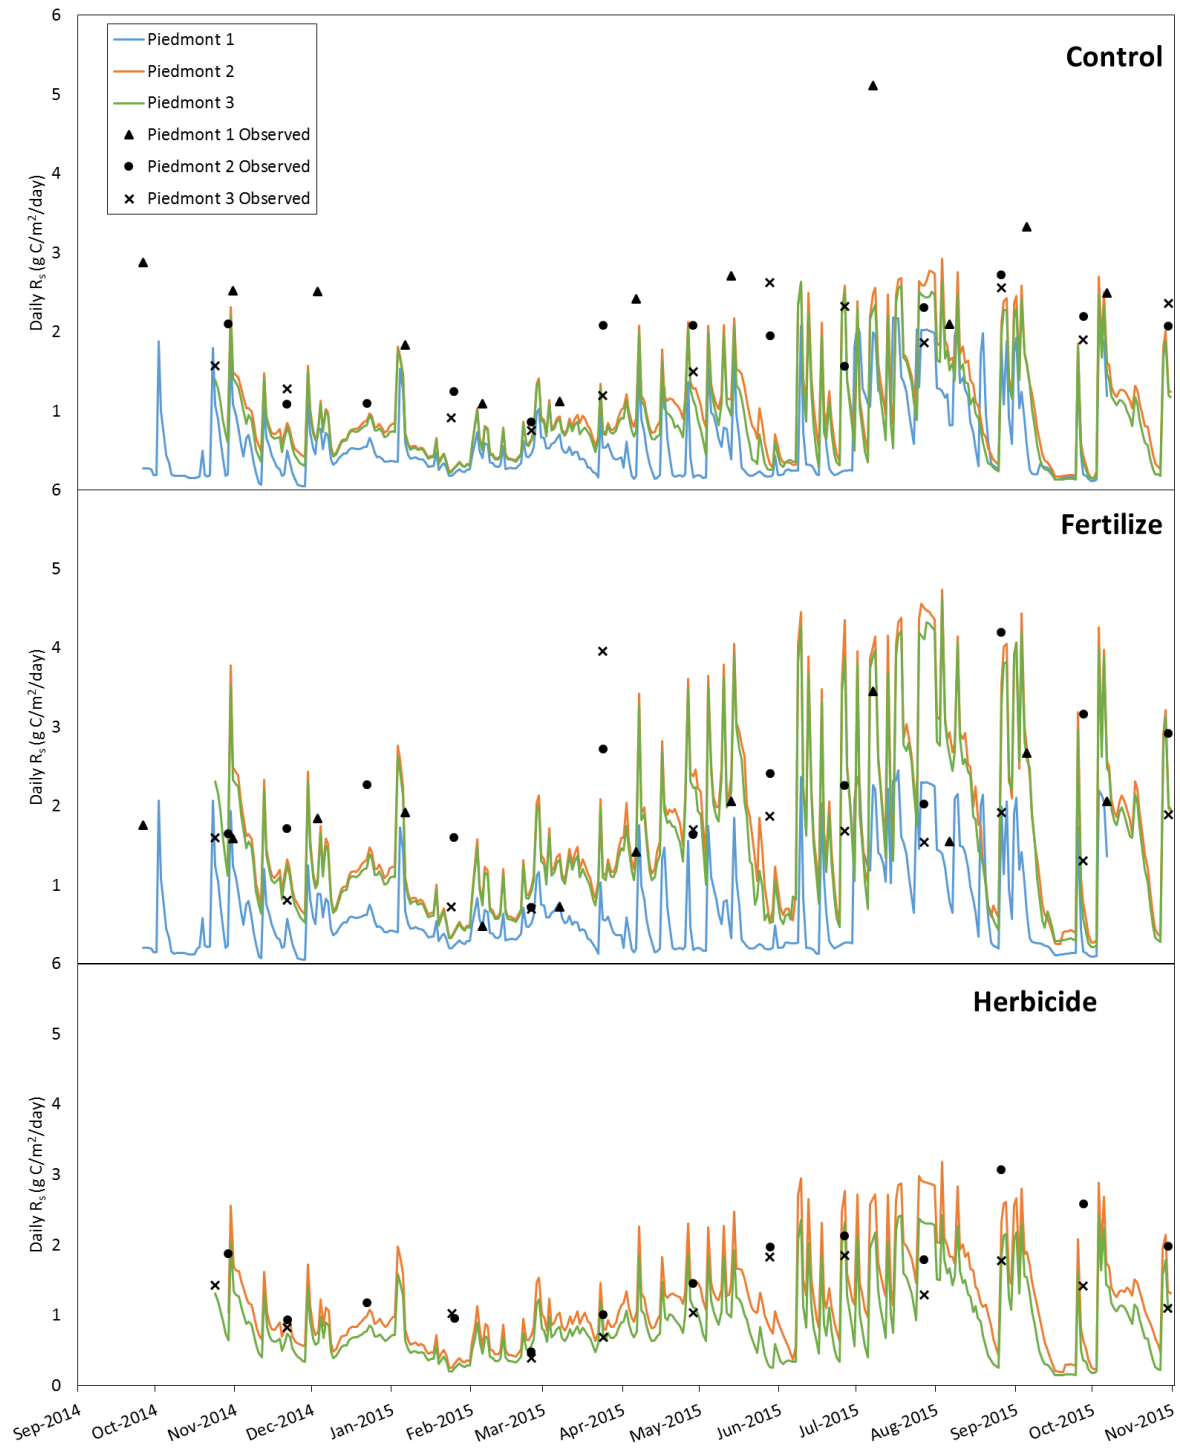 6
Piedmont 1
Piedmont 2
Piedmont 3
Piedmont 1 Observed
Piedmont 2 Observed
Piedmont 3 Observed
Control
5
4
3
2
1
Daily Rs (g C/m²/day)
6
Fertilize
5
4
3
2
1
Daily Rs (g C/m²/day)
6
Herbicide
5
4
3
2
1
0
Daily Rs (g C/m²/day)
Sep-2014 Oct-2014 Nov-2014 Dec-2014 Jan-2015 Feb-2015 Mar-2015 Apr-2015 May-2015 Jun-2015 Jul-2015 Aug-2015 Sep-2015 Oct-2015 Nov-2015